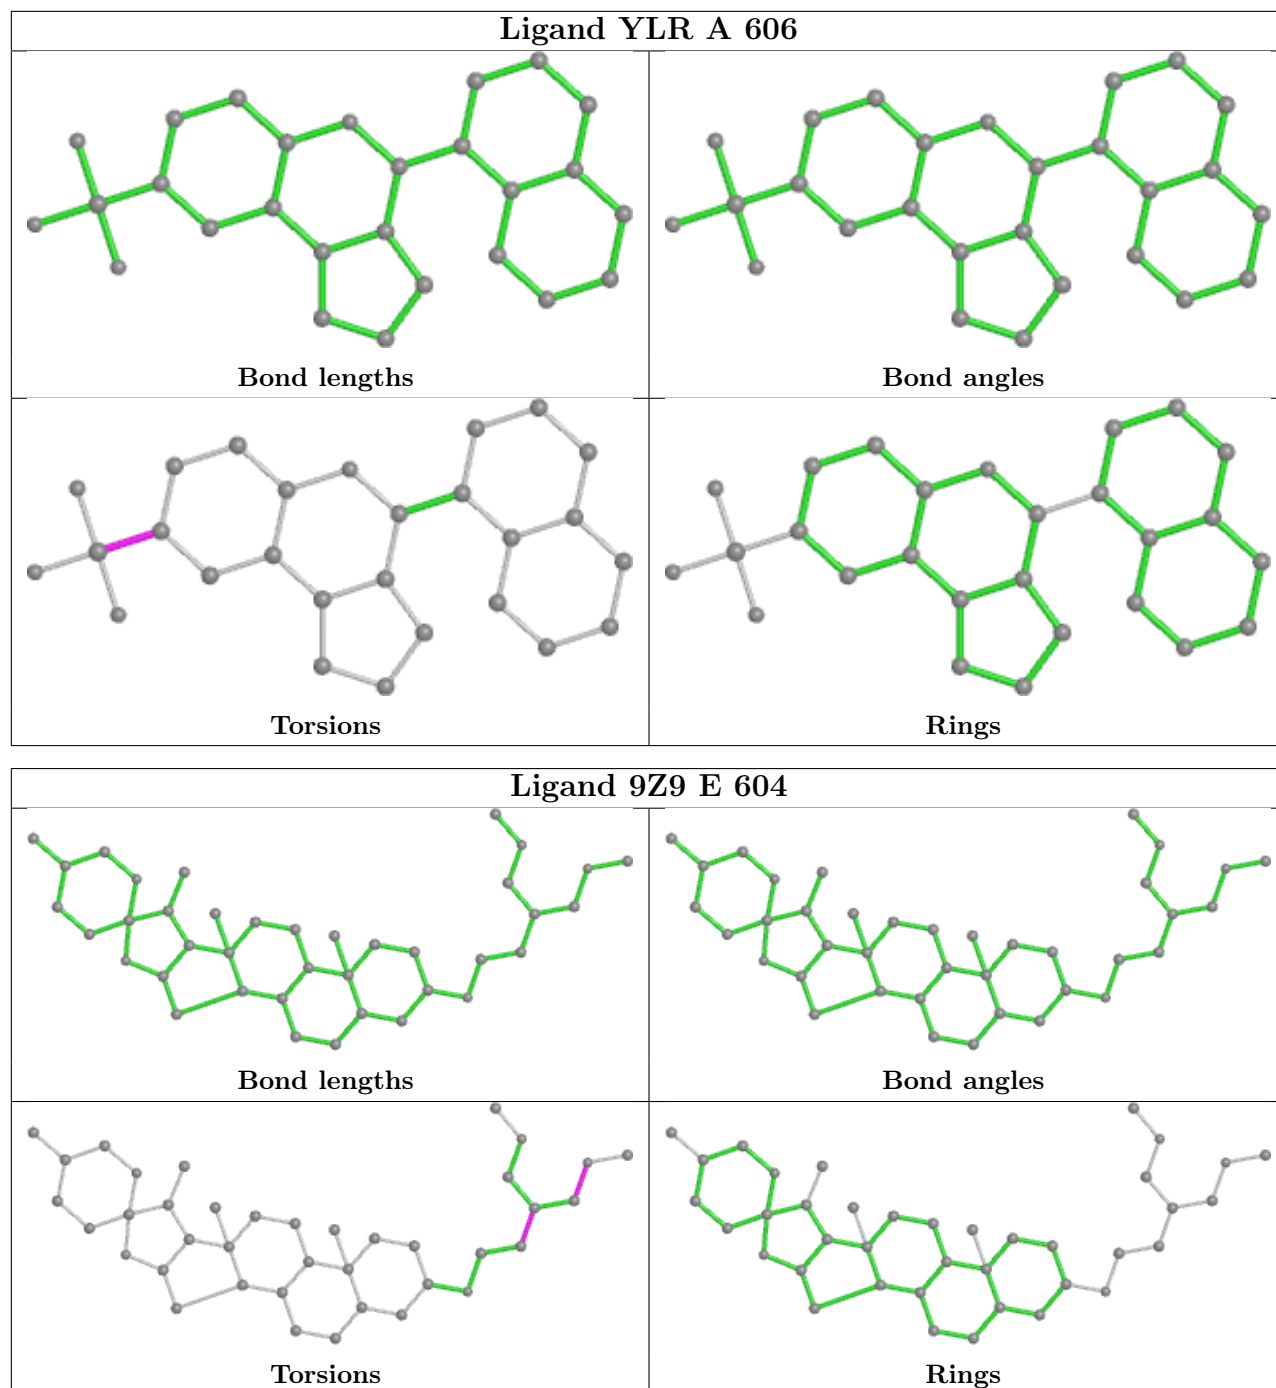 Ligand YLR A 606
Bond lengths
Bond angles
Torsions
Rings
Ligand 9Z9 E 604
Bond lengths
Bond angles
Torsions
Rings